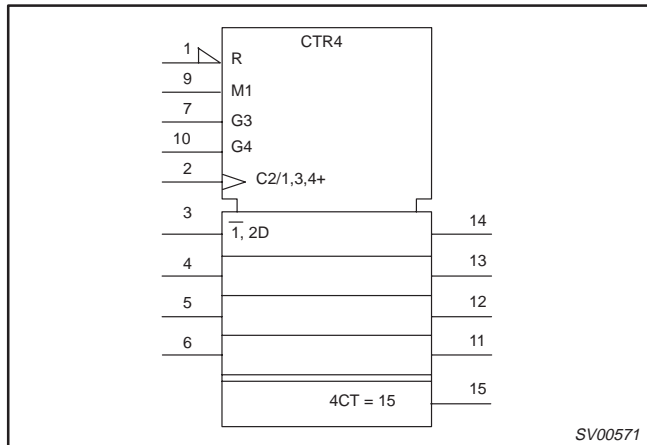 CTR4
1 R
9 M1
7 G3
10 G4
2 C2/1,3,4+
3 1̅, 2D 14
4 13
5 12
6 11
4CT = 15 15
SV00571